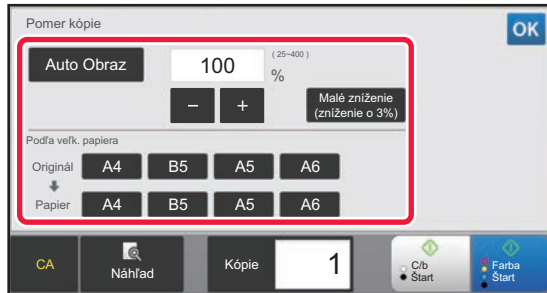 Pomer kópie
OK
Auto Obraz
100
(25~400)
%
−
+
Malé zníženie
(zníženie o 3%)
Podľa veľk. papiera
Originál
A4
B5
A5
A6
Papier
A4
B5
A5
A6
CA
Náhľad
Kópie
1
C/b
Štart
Farba
Štart